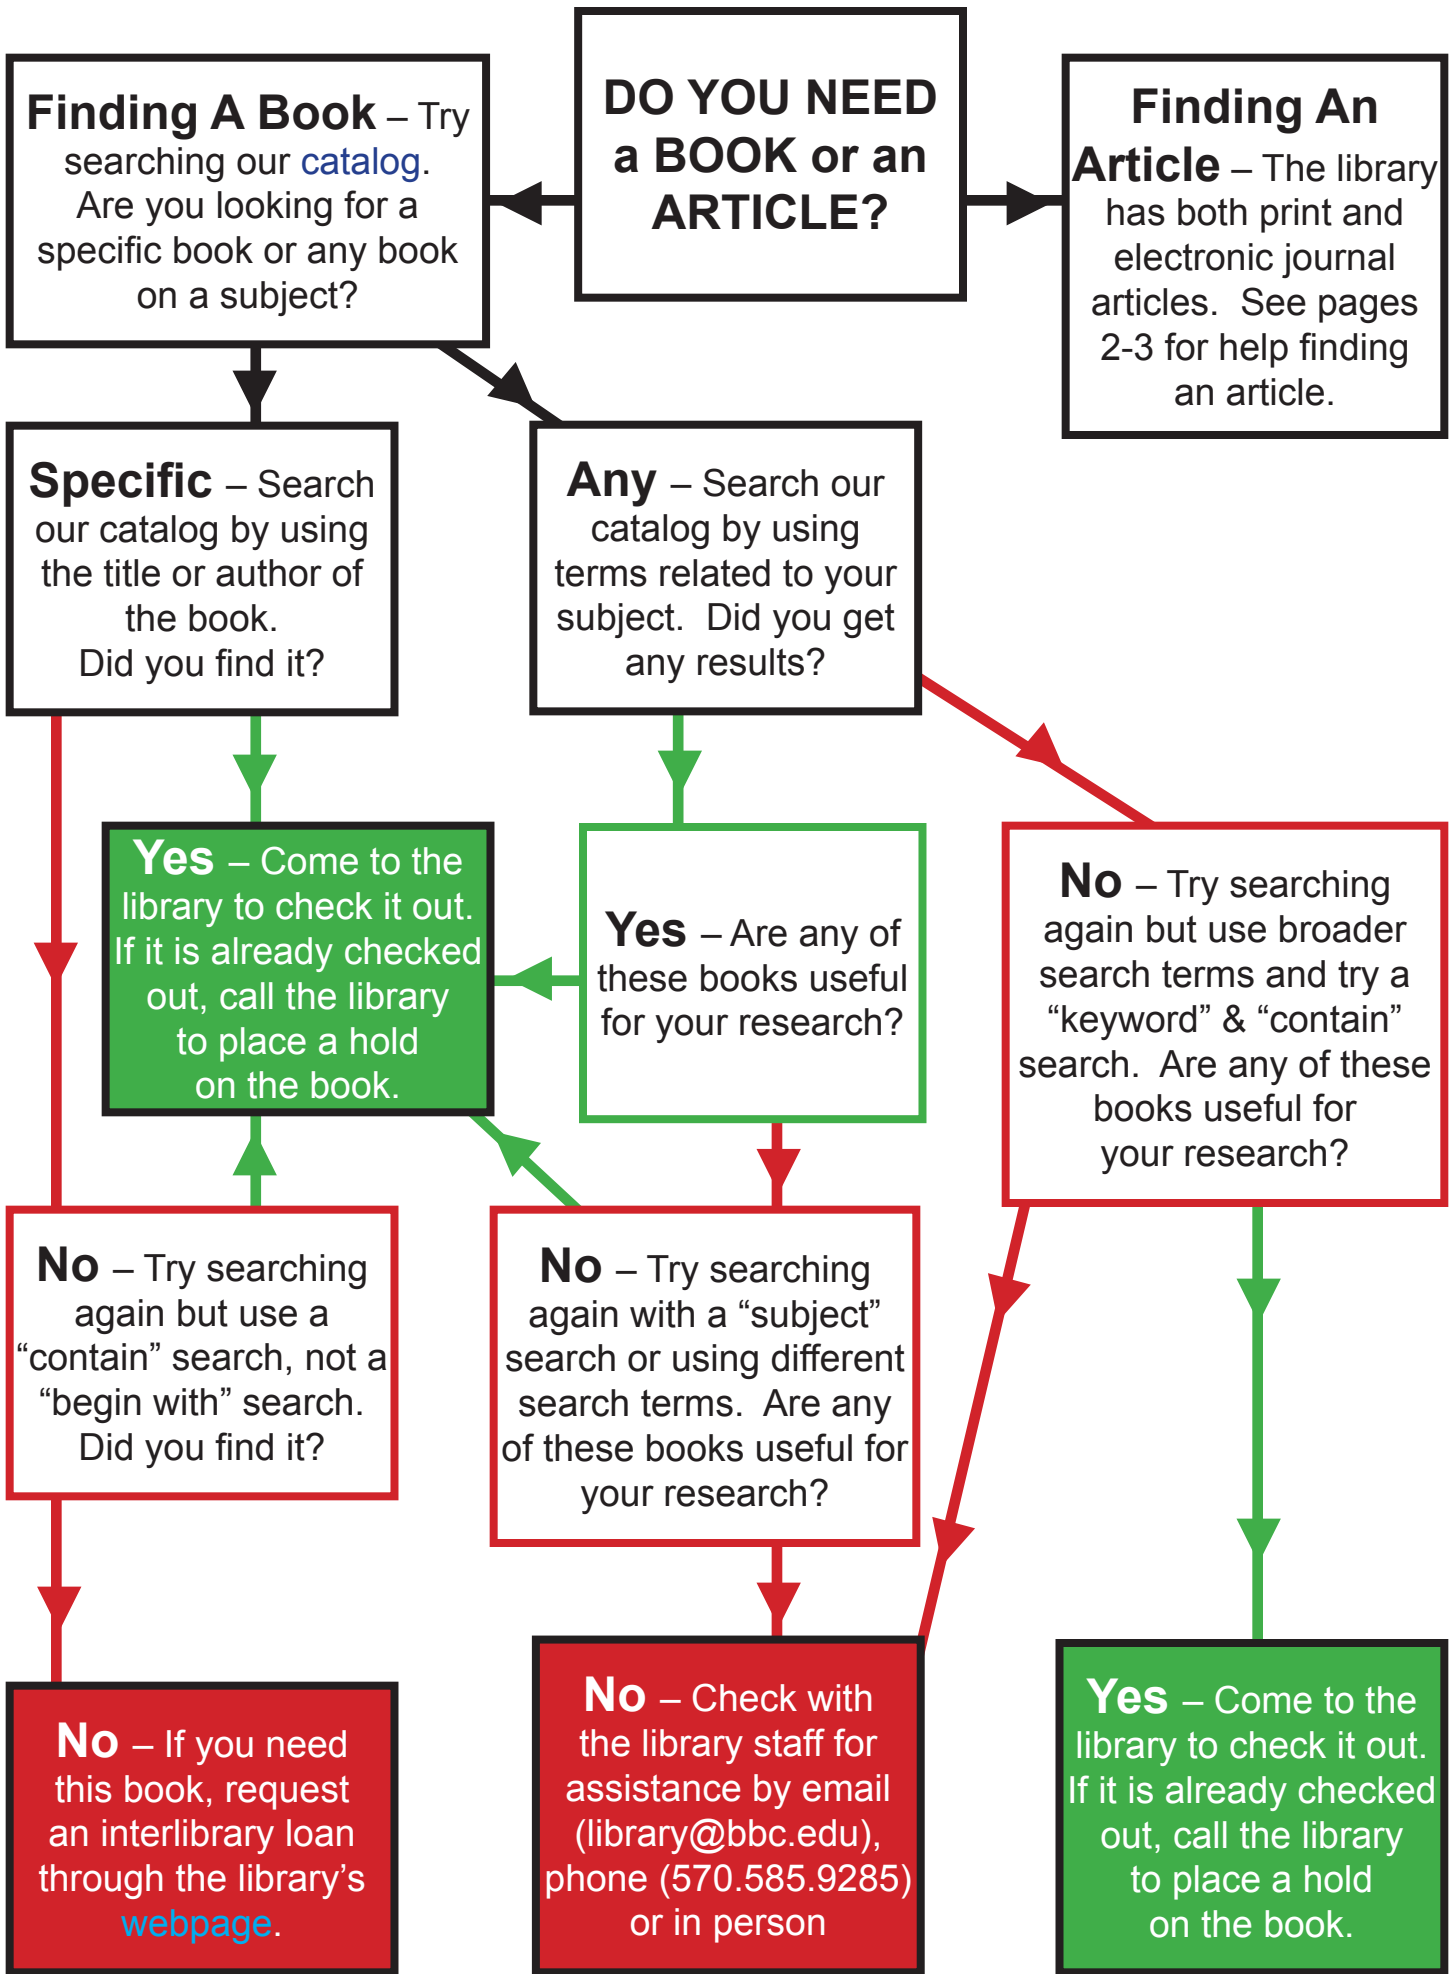 DO YOU NEED
a BOOK or an
ARTICLE?
Finding A Book – Try
searching our catalog.
Are you looking for a
specific book or any book
on a subject?
Finding An
Article – The library
has both print and
electronic journal
articles.  See pages
2-3 for help finding
an article.
Specific – Search
our catalog by using
the title or author of
the book.
Did you find it?
Any – Search our
catalog by using
terms related to your
subject.  Did you get
any results?
Yes – Come to the
library to check it out.
If it is already checked
out, call the library
to place a hold
on the book.
Yes – Are any of
these books useful
for your research?
No – Try searching
again but use broader
search terms and try a
“keyword” & “contain”
search.  Are any of these
books useful for
your research?
No – Try searching
again but use a
“contain” search, not a
“begin with” search.
Did you find it?
No – Try searching
again with a “subject”
search or using different
search terms.  Are any
of these books useful for
your research?
No – If you need
this book, request
an interlibrary loan
through the library’s
webpage.
No – Check with
the library staff for
assistance by email
(library@bbc.edu),
phone (570.585.9285)
or in person
Yes – Come to the
library to check it out.
If it is already checked
out, call the library
to place a hold
on the book.